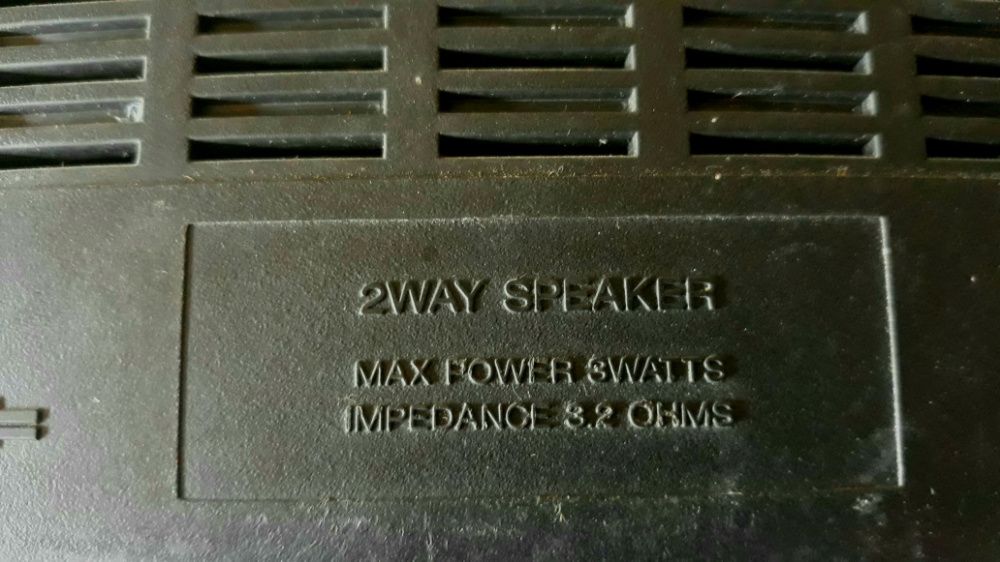 2WAY SPEAKER
MAX POWER 3WATTS
IMPEDANCE 3.2 OHMS